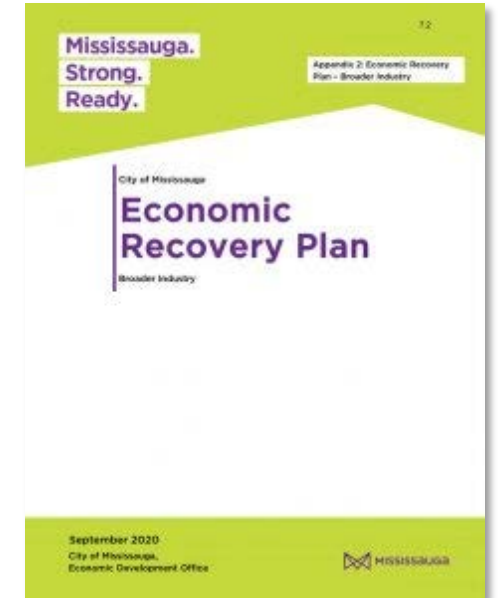 7.2
Mississauga.
Strong.
Ready.
Appendix 2: Economic Recovery
Plan – Broader Industry
City of Mississauga
Economic
Recovery Plan
Broader Industry
September 2020
City of Mississauga,
Economic Development Office
MISSISSAUGA